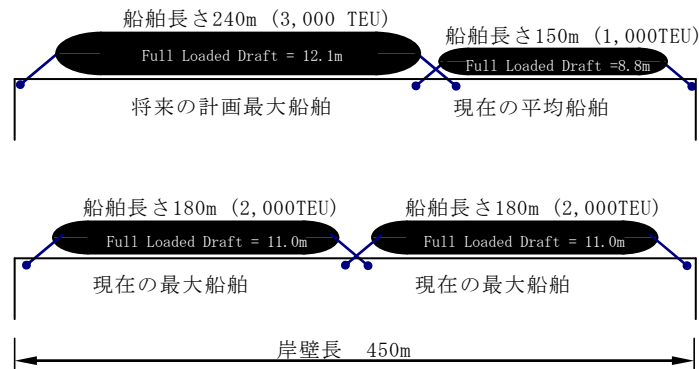 船舶長さ240m (3,000 TEU)
船舶長さ150m (1,000TEU)
Full Loaded Draft = 12.1m
Full Loaded Draft =8.8m
将来の計画最大船舶
現在の平均船舶
船舶長さ180m (2,000TEU)
船舶長さ180m (2,000TEU)
Full Loaded Draft = 11.0m
Full Loaded Draft = 11.0m
現在の最大船舶
現在の最大船舶
岸壁長 450m